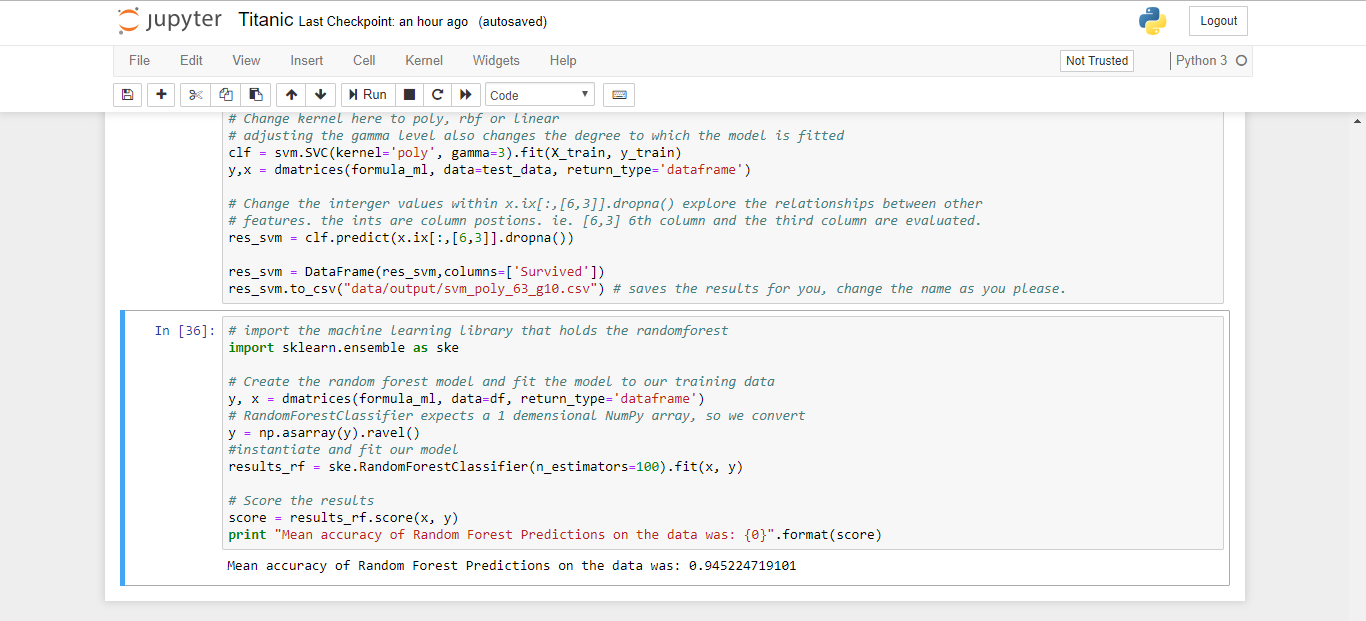 jupyter Titanic Last Checkpoint: an hour ago (autosaved) Logout
File Edit View Insert Cell Kernel Widgets Help Not Trusted Python 3
Run Code
# Change kernel here to poly, rbf or linear
# adjusting the gamma level also changes the degree to which the model is fitted
clf = svm.SVC(kernel='poly', gamma=3).fit(X_train, y_train)
y,x = dmatrices(formula_ml, data=test_data, return_type='dataframe')
# Change the interger values within x.ix[:,[6,3]].dropna() explore the relationships between other
# features. the ints are column postions. ie. [6,3] 6th column and the third column are evaluated.
res_svm = clf.predict(x.ix[:,[6,3]].dropna())
res_svm = DataFrame(res_svm,columns=['Survived'])
res_svm.to_csv("data/output/svm_poly_63_g10.csv") # saves the results for you, change the name as you please.
In [36]: # import the machine learning library that holds the randomforest
import sklearn.ensemble as ske
# Create the random forest model and fit the model to our training data
y, x = dmatrices(formula_ml, data=df, return_type='dataframe')
# RandomForestClassifier expects a 1 demensional NumPy array, so we convert
y = np.asarray(y).ravel()
#instantiate and fit our model
results_rf = ske.RandomForestClassifier(n_estimators=100).fit(x, y)
# Score the results
score = results_rf.score(x, y)
print "Mean accuracy of Random Forest Predictions on the data was: {0}".format(score)
Mean accuracy of Random Forest Predictions on the data was: 0.945224719101